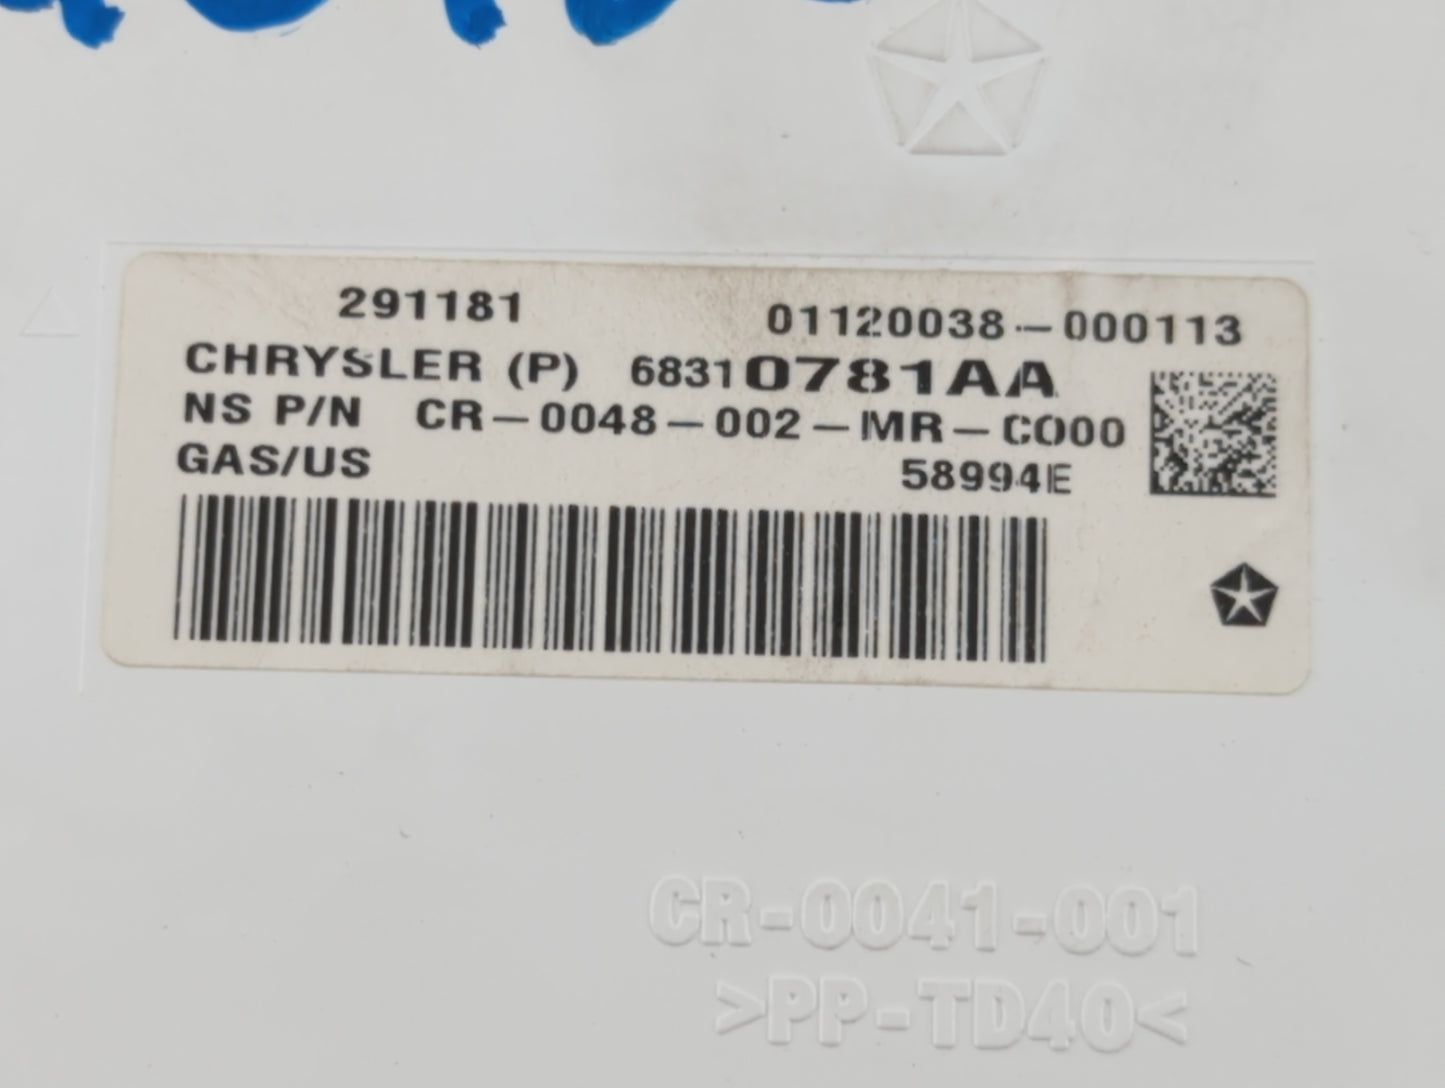 291181 01120038-000113
CHRYSLER (P) 68310781AA
NS P/N CR-0048-002-MR-C000
GAS/US
58994E
CR-0041-001
>PP-TD40<